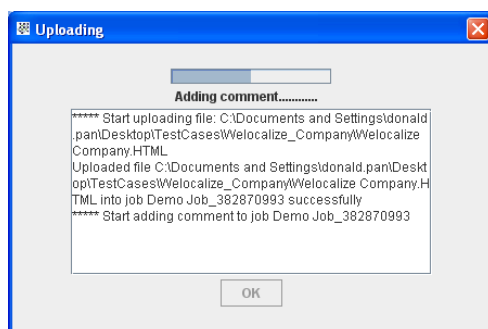 Uploading
Adding comment............
***** Start uploading file: C:\Documents and Settings\donald
.pan\Desktop\TestCases\Welocalize_Company\Welocalize
Company.HTML
Uploaded file C:\Documents and Settings\donald.pan\Deskt
op\TestCases\Welocalize_Company\Welocalize Company.H
TML into job Demo Job_382870993 successfully
***** Start adding comment to job Demo Job_382870993
OK